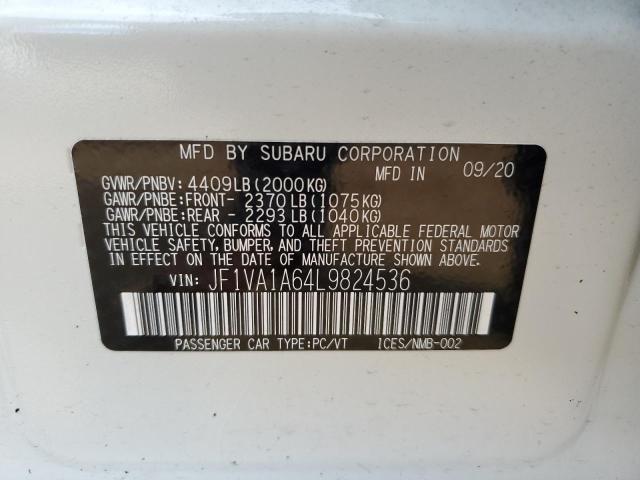 MFD BY SUBARU CORPORATION
MFD IN 09/20
GVWR/PNBV: 4409LB(2000KG)
GAWR/PNBE:FRONT- 2370LB(1075KG)
GAWR/PNBE:REAR - 2293LB(1040KG)
THIS VEHICLE CONFORMS TO ALL APPLICABLE FEDERAL MOTOR
VEHICLE SAFETY, BUMPER, AND THEFT PREVENTION STANDARDS
IN EFFECT ON THE DATE OF MANUFACTURE SHOWN ABOVE.
VIN: JF1VA1A64L9824536
PASSENGER CAR TYPE:PC/VT 1CES/NMB-002